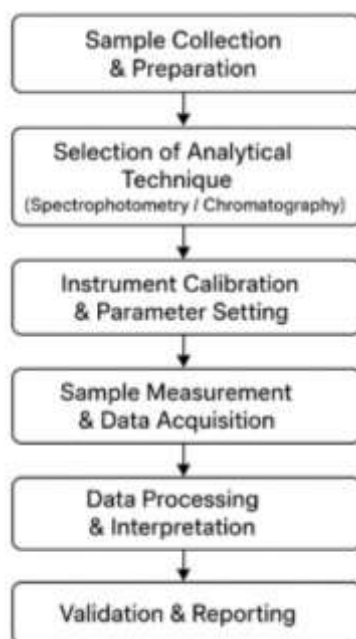 Sample Collection
& Preparation
Selection of Analytical
Technique
(Spectrophotometry / Chromatography)
Instrument Calibration
& Parameter Setting
Sample Measurement
& Data Acquisition
Data Processing
& Interpretation
Validation & Reporting